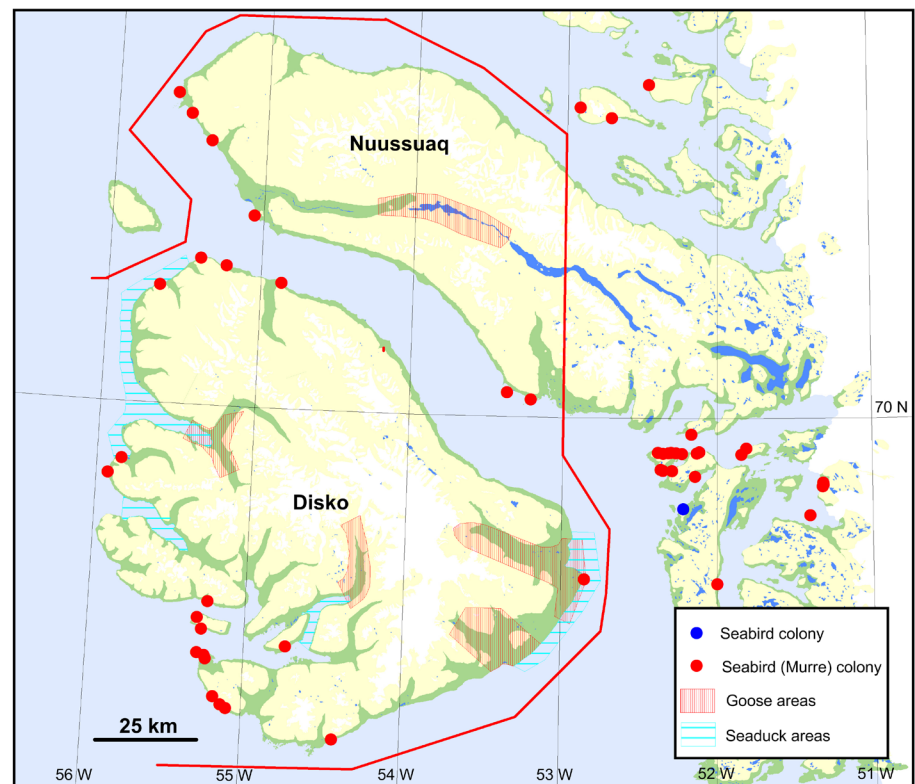 Nuussuaq
70 N
Disko
Seabird colony
Seabird (Murre) colony
Goose areas
Seaduck areas
25 km
56 W
55 W
54 W
53 W
52 W
51 W